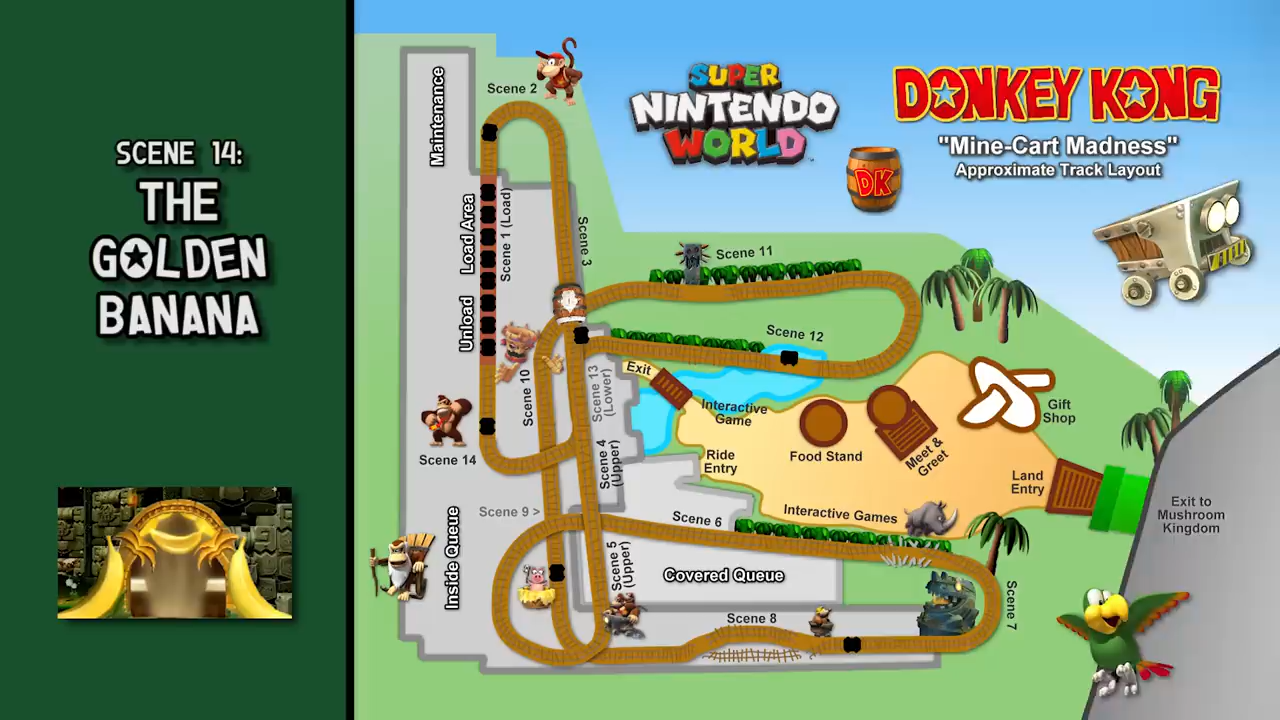 SCENE 14:
THE
GOLDEN
BANANA
SUPER
NINTENDO
WORLD
™
DONKEY KONG
"Mine-Cart Madness"
Approximate Track Layout
DK
Maintenance
Scene 2
Load Area
Scene 1 (Load)
Unload
Scene 3
Scene 11
Scene 12
Scene 10
Scene 13
(Lower)
Scene 4
(Upper)
Scene 14
Exit
Interactive
Game
Ride
Entry
Food Stand
Meet &
Greet
Gift
Shop
Land
Entry
Exit to
Mushroom
Kingdom
Interactive Games
Scene 9 >
Scene 6
Inside Queue
Scene 5
(Upper)
Covered Queue
Scene 7
Scene 8